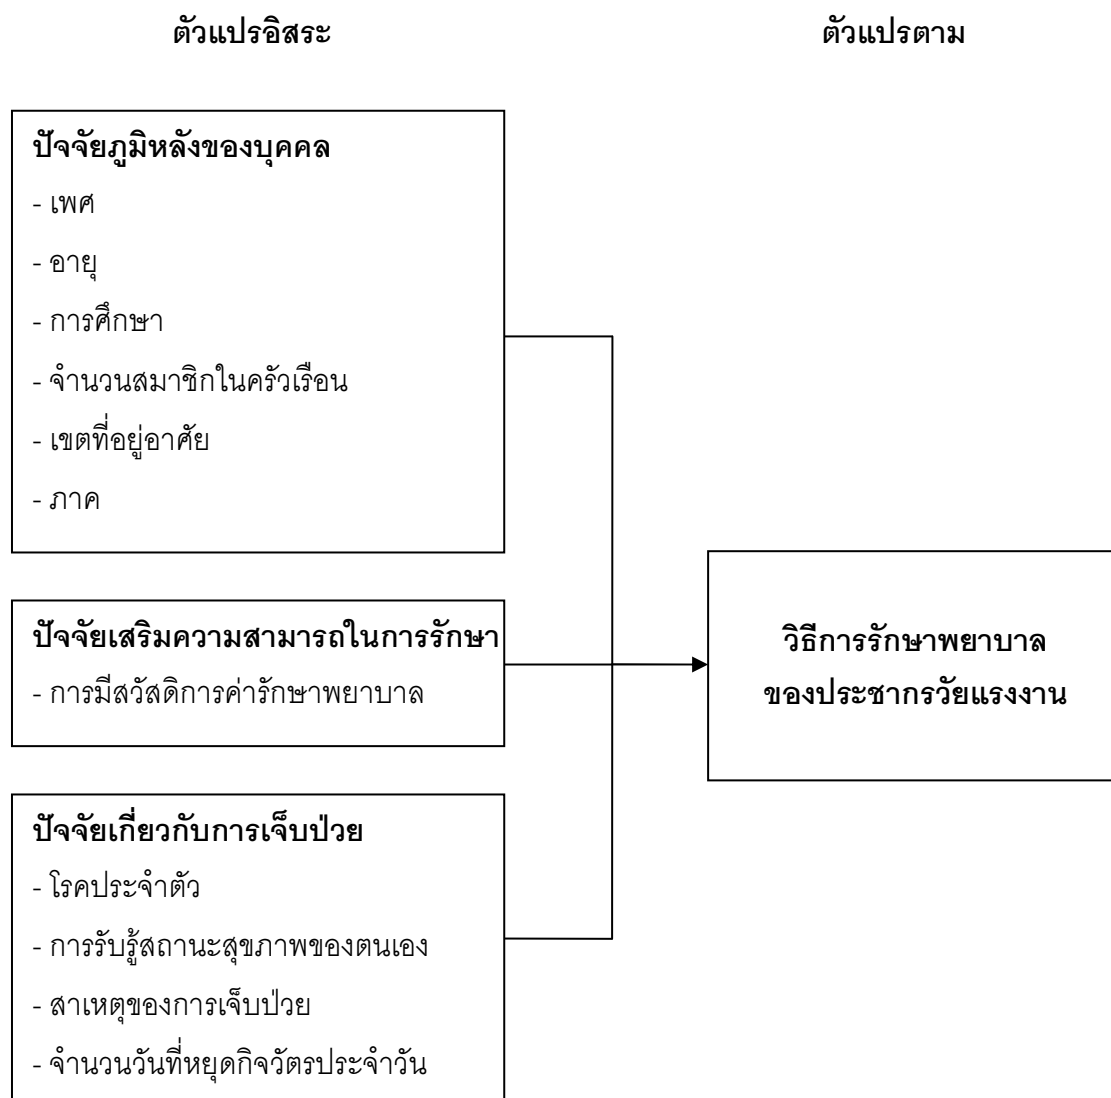 ตัวแปรอิสระ
ตัวแปรตาม
ปัจจัยภูมิหลังของบุคคล
- เพศ
- อายุ
- การศึกษา
- จำนวนสมาชิกในครัวเรือน
- เขตที่อยู่อาศัย
- ภาค
ปัจจัยเสริมความสามารถในการรักษา
- การมีสวัสดิการค่ารักษาพยาบาล
ปัจจัยเกี่ยวกับการเจ็บป่วย
- โรคประจำตัว
- การรับรู้สถานะสุขภาพของตนเอง
- สาเหตุของการเจ็บป่วย
- จำนวนวันที่หยุดกิจวัตรประจำวัน
วิธีการรักษาพยาบาล
ของประชากรวัยแรงงาน